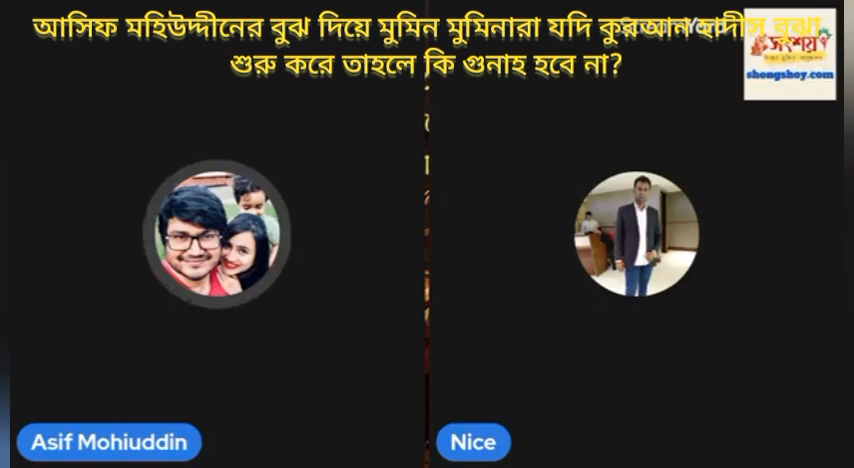 আসিফ মহিউদ্দীনের বুঝ দিয়ে মুমিন মুমিনারা যদি কুরআন হাদীস বুঝা
শুরু করে তাহলে কি গুনাহ হবে না?
সংশয়
shongshoy.com
Asif Mohiuddin
Nice